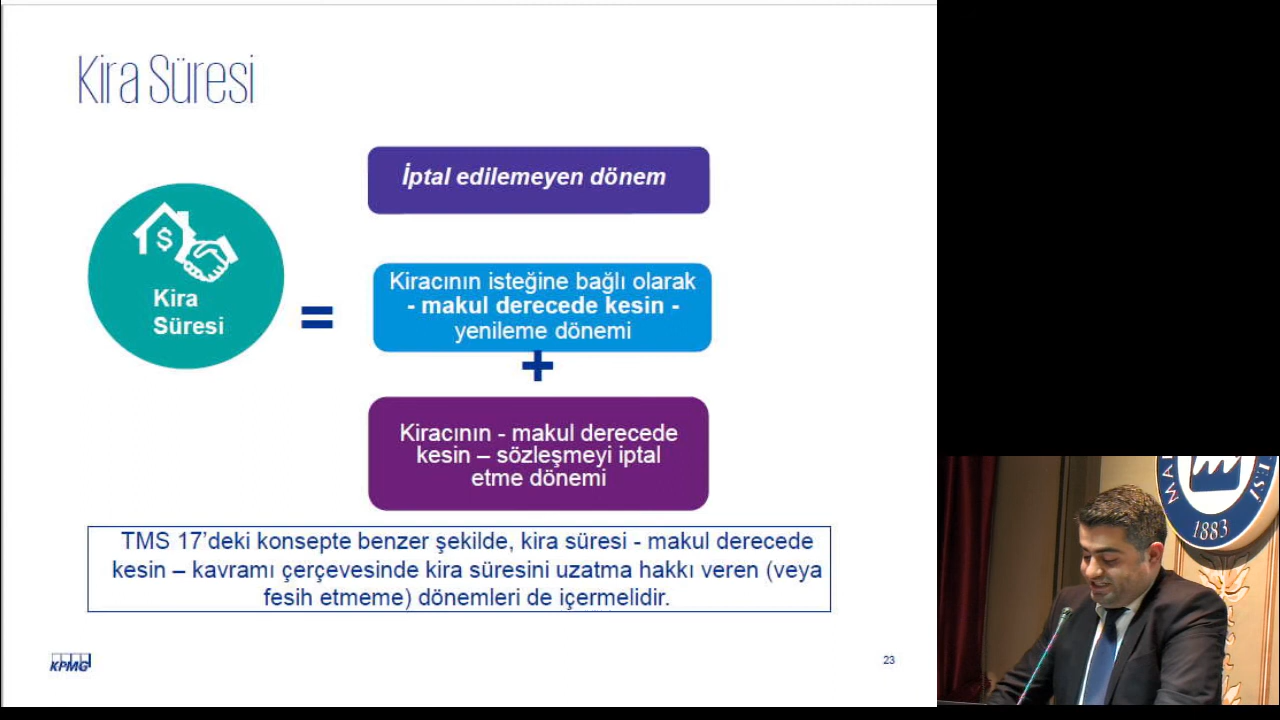 Kira Süresi
İptal edilemeyen dönem
Kira
Süresi
=
Kiracının isteğine bağlı olarak
- makul derecede kesin -
yenileme dönemi
+
Kiracının - makul derecede
kesin – sözleşmeyi iptal
etme dönemi
TMS 17’deki konsepte benzer şekilde, kira süresi - makul derecede
kesin – kavramı çerçevesinde kira süresini uzatma hakkı veren (veya
fesih etmeme) dönemleri de içermelidir.
KPMG
23
1883